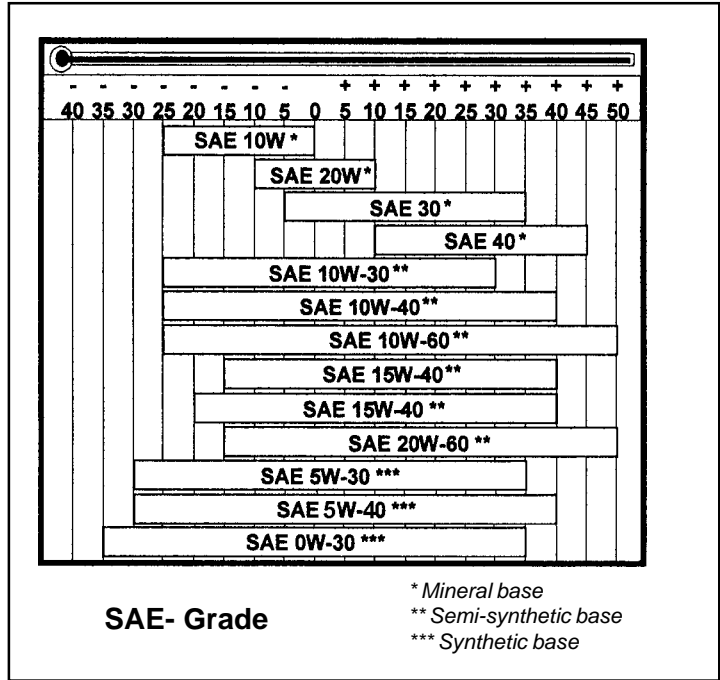 - - - - - - - - + + + + + + + + + +
40 35 30 25 20 15 10 5 0 5 10 15 20 25 30 35 40 45 50
SAE 10W *
SAE 20W*
SAE 30*
SAE 40*
SAE 10W-30**
SAE 10W-40**
SAE 10W-60**
SAE 15W-40**
SAE 15W-40 **
SAE 20W-60 **
SAE 5W-30 ***
SAE 5W-40 ***
SAE 0W-30 ***
SAE- Grade
* Mineral base
** Semi-synthetic base
*** Synthetic base